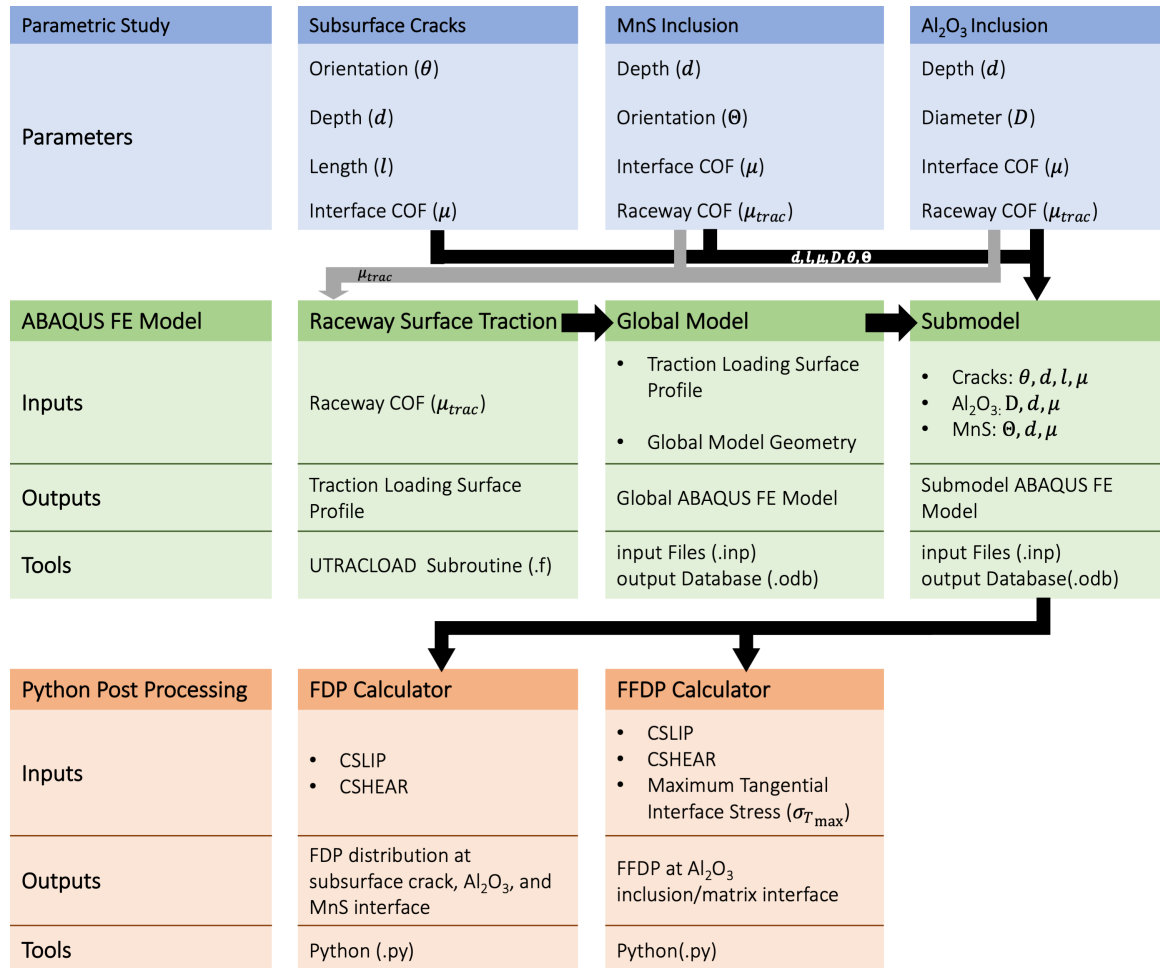 Parametric Study
Subsurface Cracks
MnS Inclusion
Al₂O₃ Inclusion
Parameters
Orientation (θ)
Depth (d)
Length (l)
Interface COF (μ)
Depth (d)
Orientation (Θ)
Interface COF (μ)
Raceway COF (μ_trac)
Depth (d)
Diameter (D)
Interface COF (μ)
Raceway COF (μ_trac)
d, l, μ, D, θ, Θ
μ_trac
ABAQUS FE Model
Raceway Surface Traction
Global Model
Submodel
Inputs
Raceway COF (μ_trac)
• Traction Loading Surface
Profile
• Global Model Geometry
• Cracks: θ, d, l, μ
• Al₂O₃: D, d, μ
• MnS: Θ, d, μ
Outputs
Traction Loading Surface
Profile
Global ABAQUS FE Model
Submodel ABAQUS FE
Model
Tools
UTRACLOAD Subroutine (.f)
input Files (.inp)
output Database (.odb)
input Files (.inp)
output Database(.odb)
Python Post Processing
FDP Calculator
FFDP Calculator
Inputs
• CSLIP
• CSHEAR
• CSLIP
• CSHEAR
• Maximum Tangential
Interface Stress (σ_T_max)
Outputs
FDP distribution at
subsurface crack, Al₂O₃, and
MnS interface
FFDP at Al₂O₃
inclusion/matrix interface
Tools
Python (.py)
Python(.py)